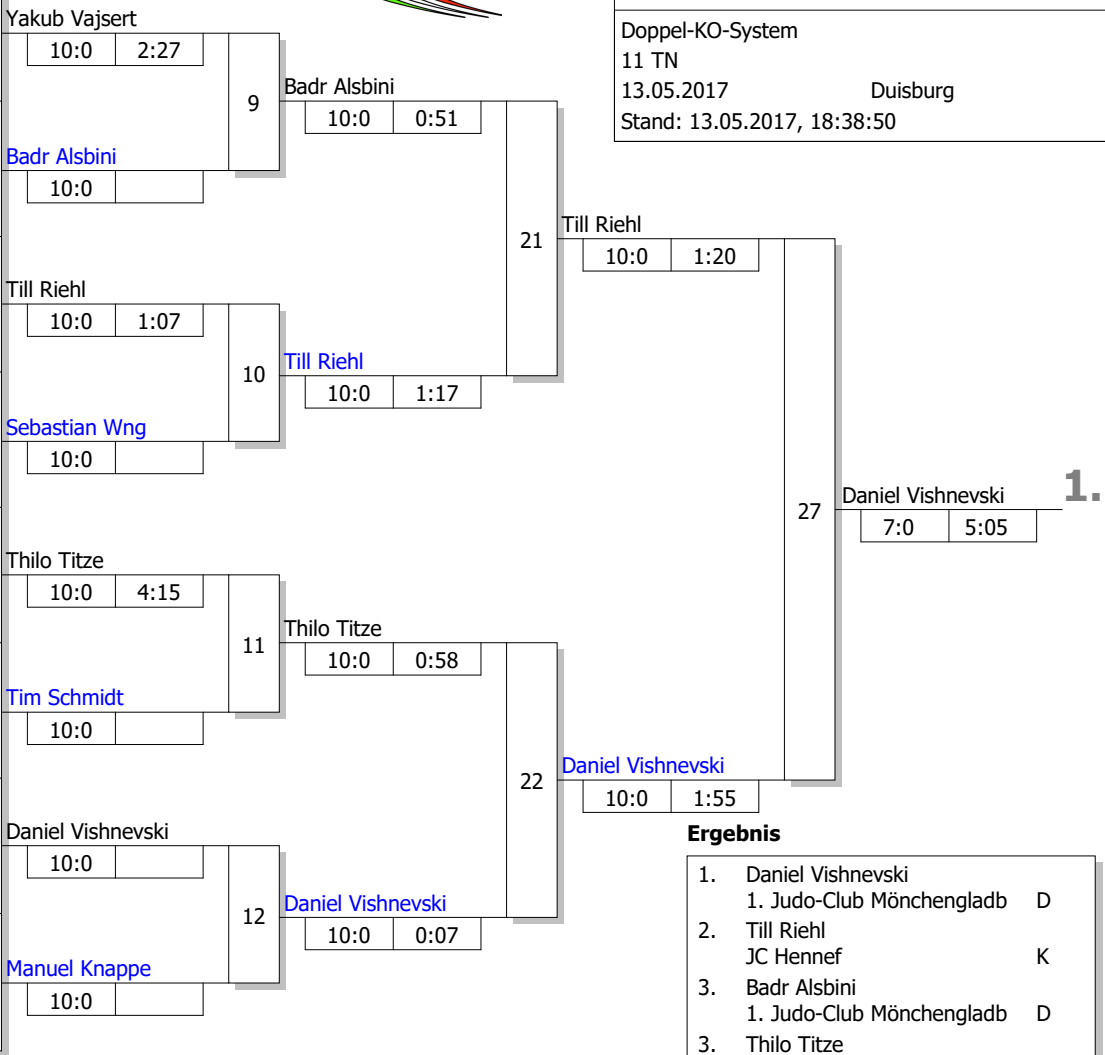 Yakub Vajsert
10:0 2:27
9
Badr Alsbini
10:0
Badr Alsbini
10:0 0:51
21
Till Riehl
10:0 1:07
10
Sebastian Wng
10:0
Till Riehl
10:0 1:17
Till Riehl
10:0 1:20
27
Thilo Titze
10:0 4:15
11
Tim Schmidt
10:0
Thilo Titze
10:0 0:58
22
Daniel Vishnevski
10:0
12
Manuel Knappe
10:0
Daniel Vishnevski
10:0 0:07
Daniel Vishnevski
10:0 1:55
Daniel Vishnevski 1.
7:0 5:05
Doppel-KO-System
11 TN
13.05.2017 Duisburg
Stand: 13.05.2017, 18:38:50
Ergebnis
1. Daniel Vishnevski
1. Judo-Club Mönchengladb D
2. Till Riehl
JC Hennef K
3. Badr Alsbini
1. Judo-Club Mönchengladb D
3. Thilo Titze